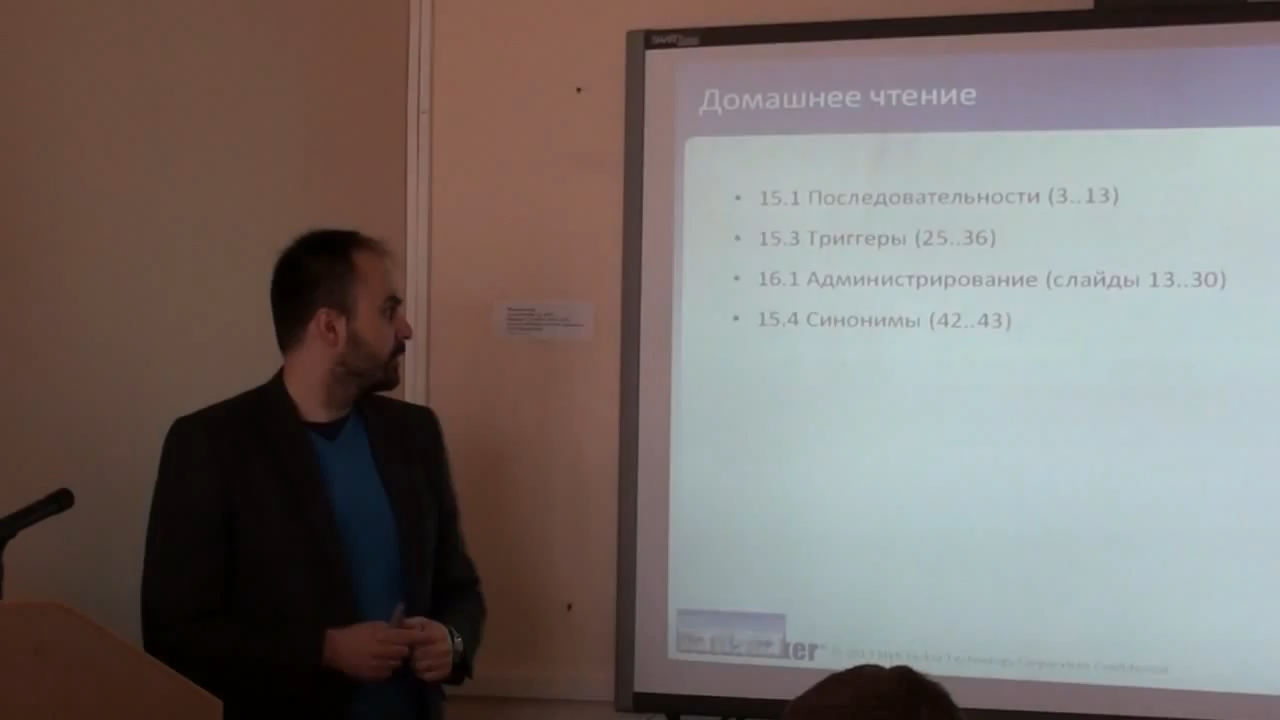 SMART
Домашнее чтение
• 15.1 Последовательности (3..13)
• 15.3 Триггеры (25..36)
• 16.1 Администрирование (слайды 13..30)
• 15.4 Синонимы (42..43)